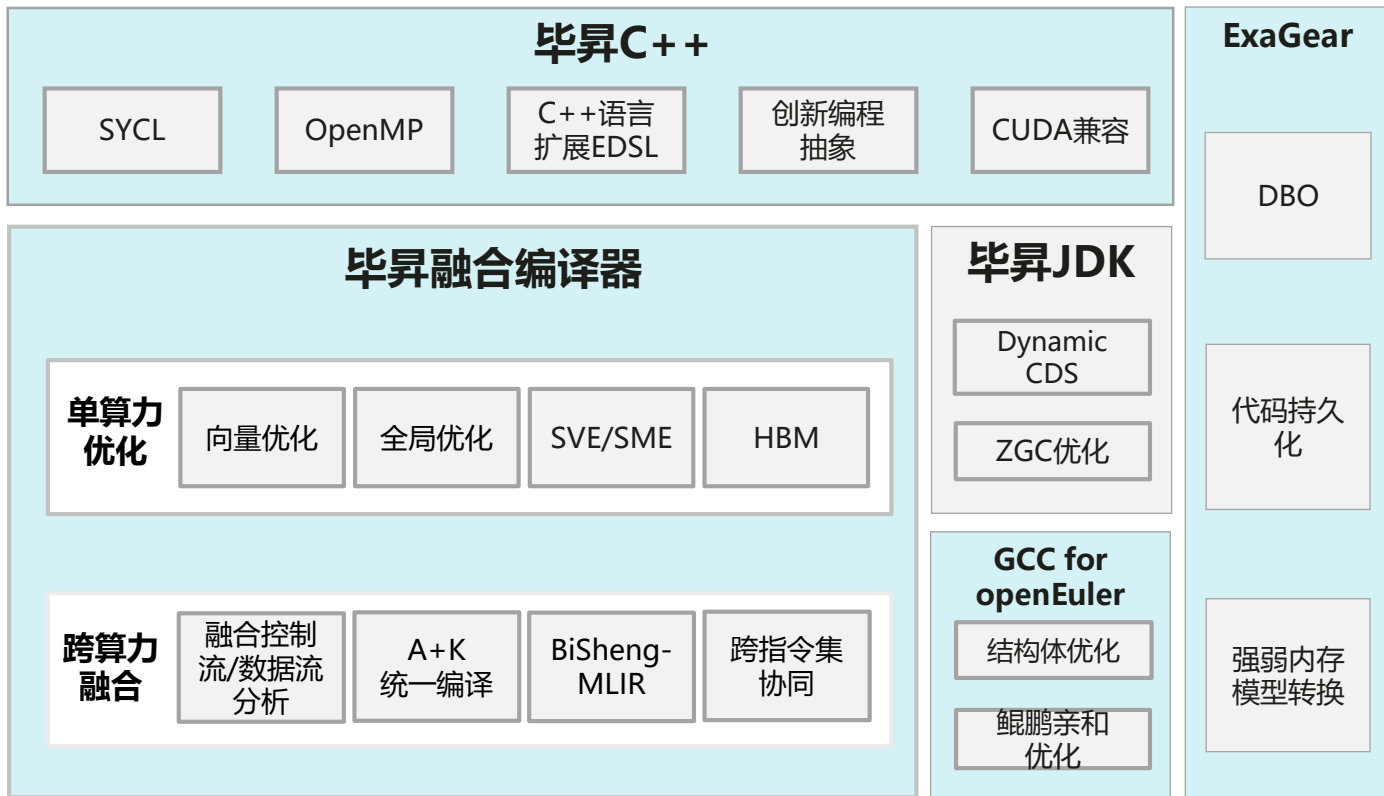 毕昇C++
SYCL
OpenMP
C++语言
扩展EDSL
创新编程
抽象
CUDA兼容
毕昇融合编译器
单算力
优化
向量优化
全局优化
SVE/SME
HBM
跨算力
融合
融合控制
流/数据流
分析
A+K
统一编译
BiSheng-
MLIR
跨指令集
协同
毕昇JDK
Dynamic
CDS
ZGC优化
GCC for
openEuler
结构体优化
鲲鹏亲和
优化
ExaGear
DBO
代码持久
化
强弱内存
模型转换